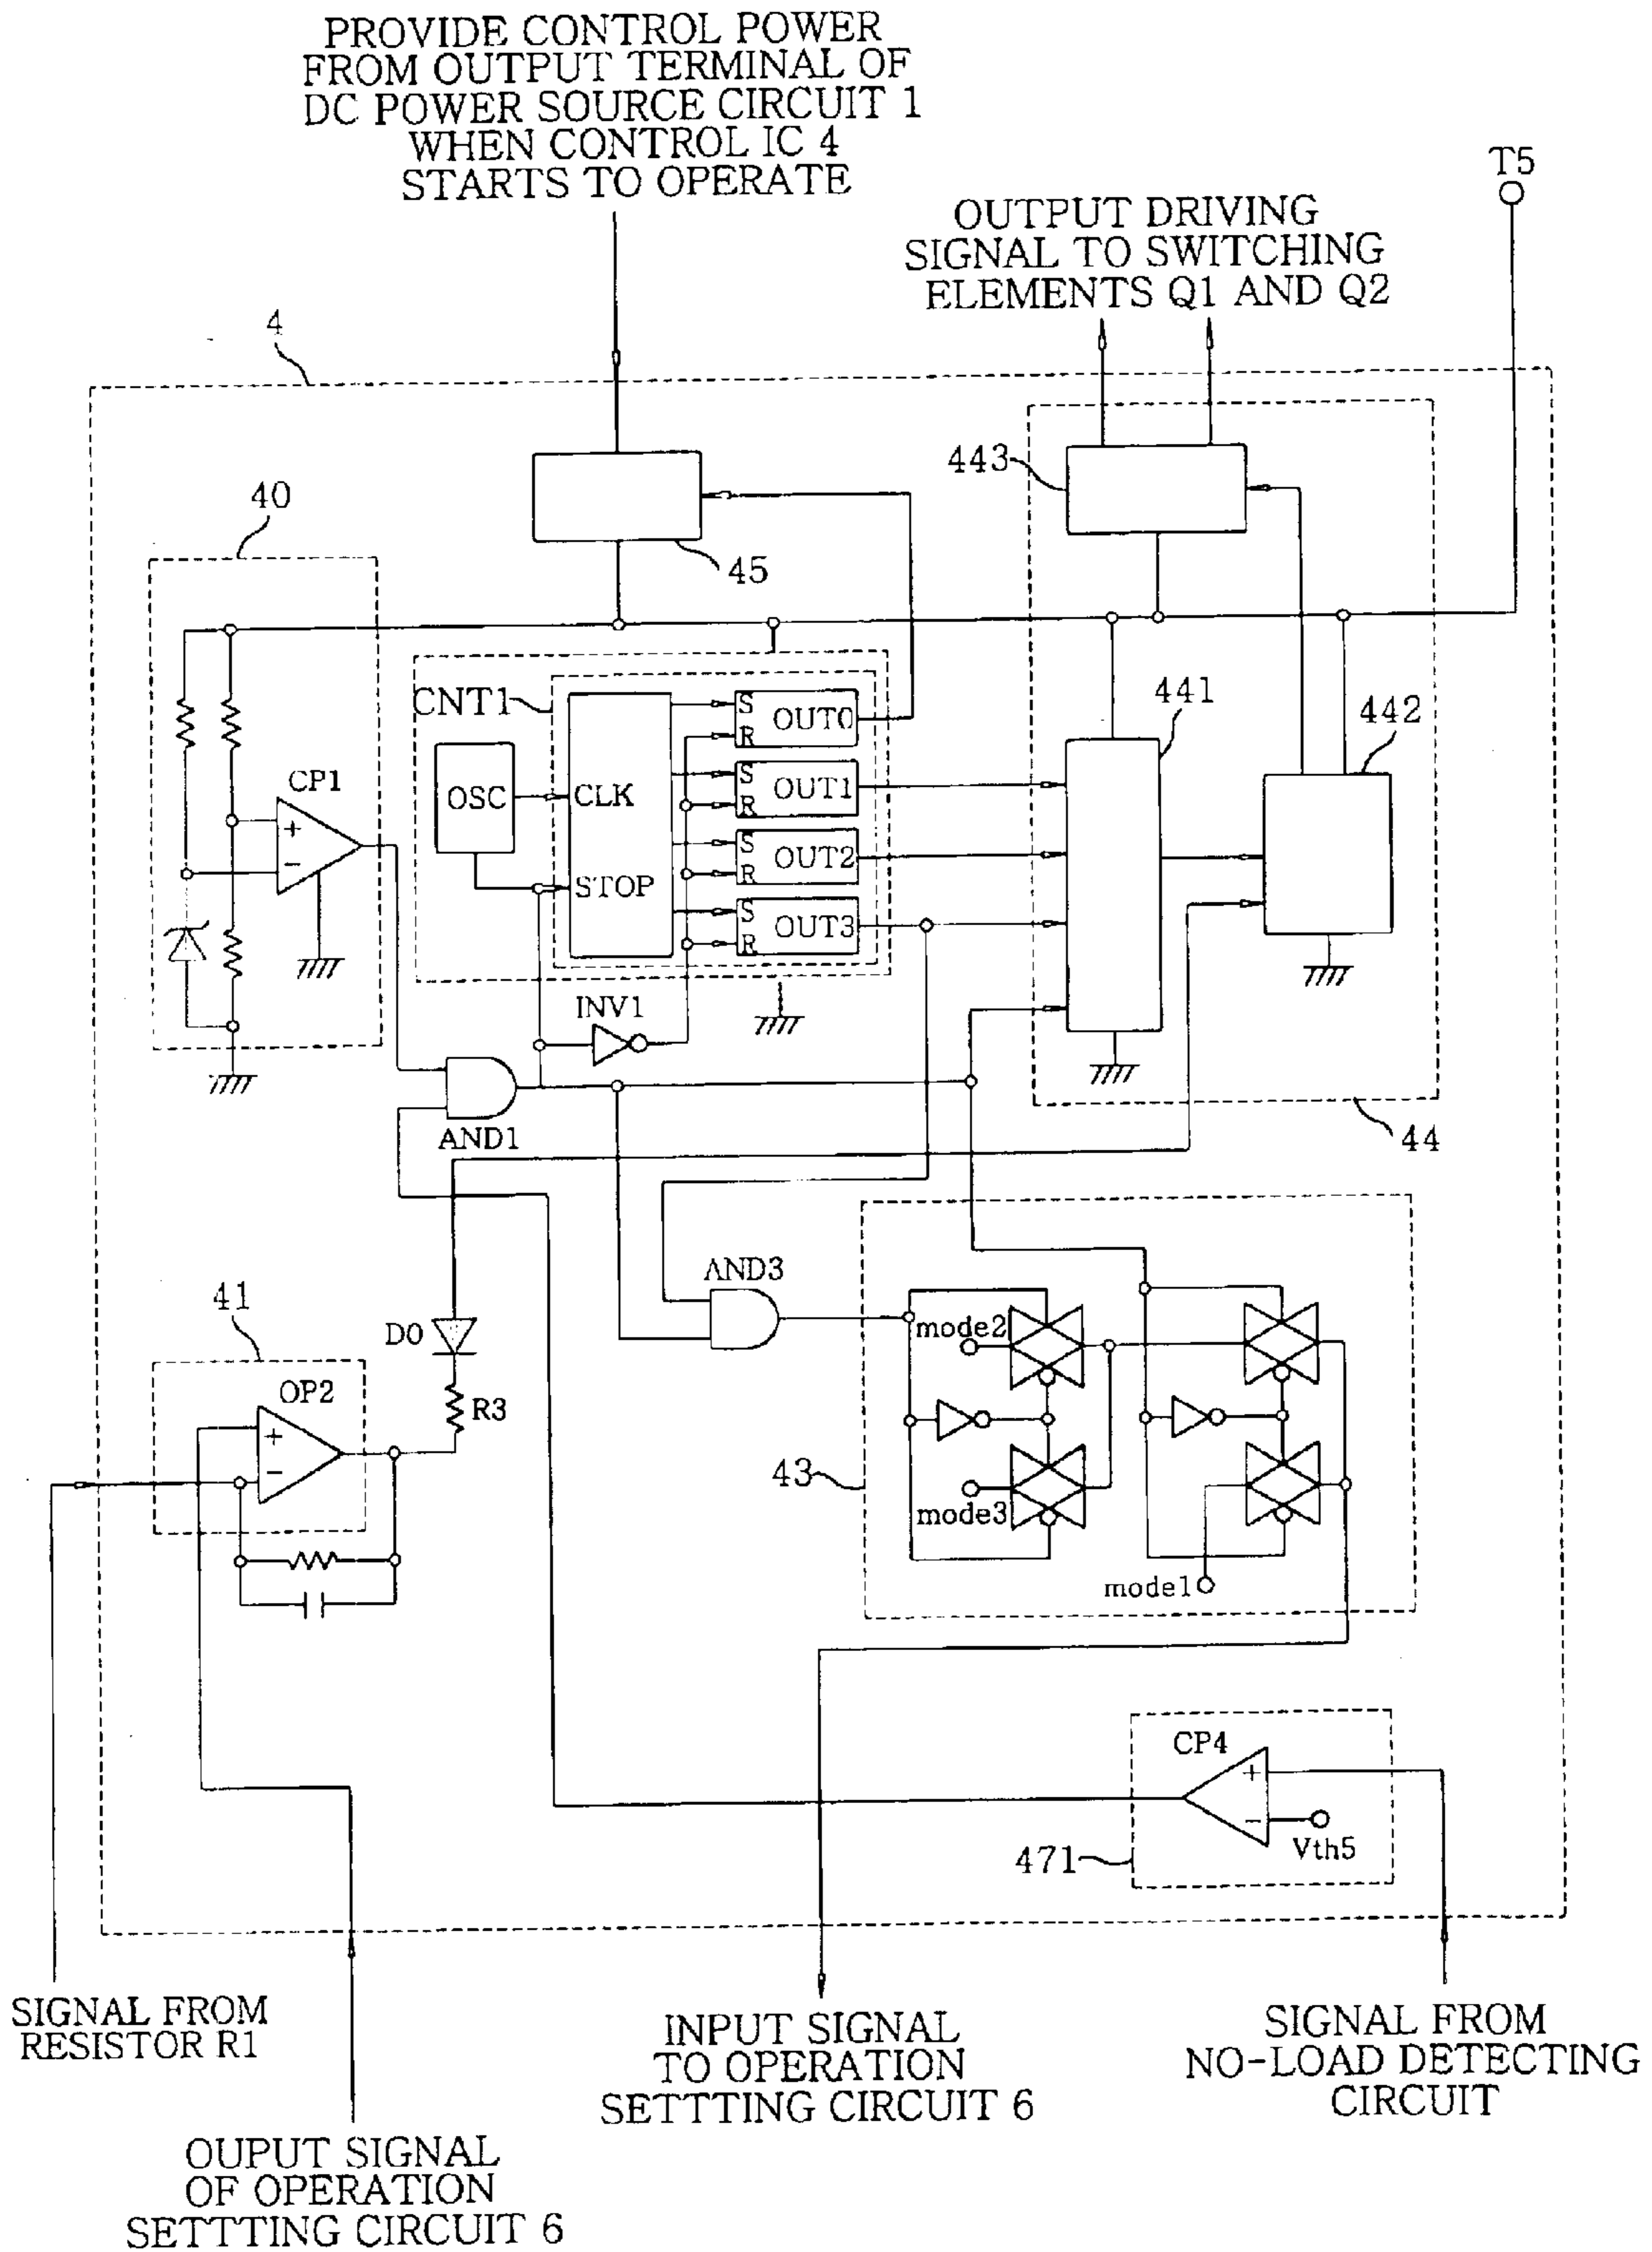 PROVIDE CONTROL POWER
FROM OUTPUT TERMINAL OF
DC POWER SOURCE CIRCUIT 1
WHEN CONTROL IC 4
STARTS TO OPERATE
T5
OUTPUT DRIVING
SIGNAL TO SWITCHING
ELEMENTS Q1 AND Q2
4
443
40
45
CNT1
S
R
OUT0
441
442
CP1
+
-
OSC
CLK
S
R
OUT1
STOP
S
R
OUT2
S
R
OUT3
INV1
AND1
44
AND3
41
D0
mode2
OP2
+
-
R3
43
mode3
mode1
CP4
+
-
Vth5
471
SIGNAL FROM
RESISTOR R1
INPUT SIGNAL
TO OPERATION
SETTTING CIRCUIT 6
SIGNAL FROM
NO-LOAD DETECTING
CIRCUIT
OUPUT SIGNAL
OF OPERATION
SETTTING CIRCUIT 6